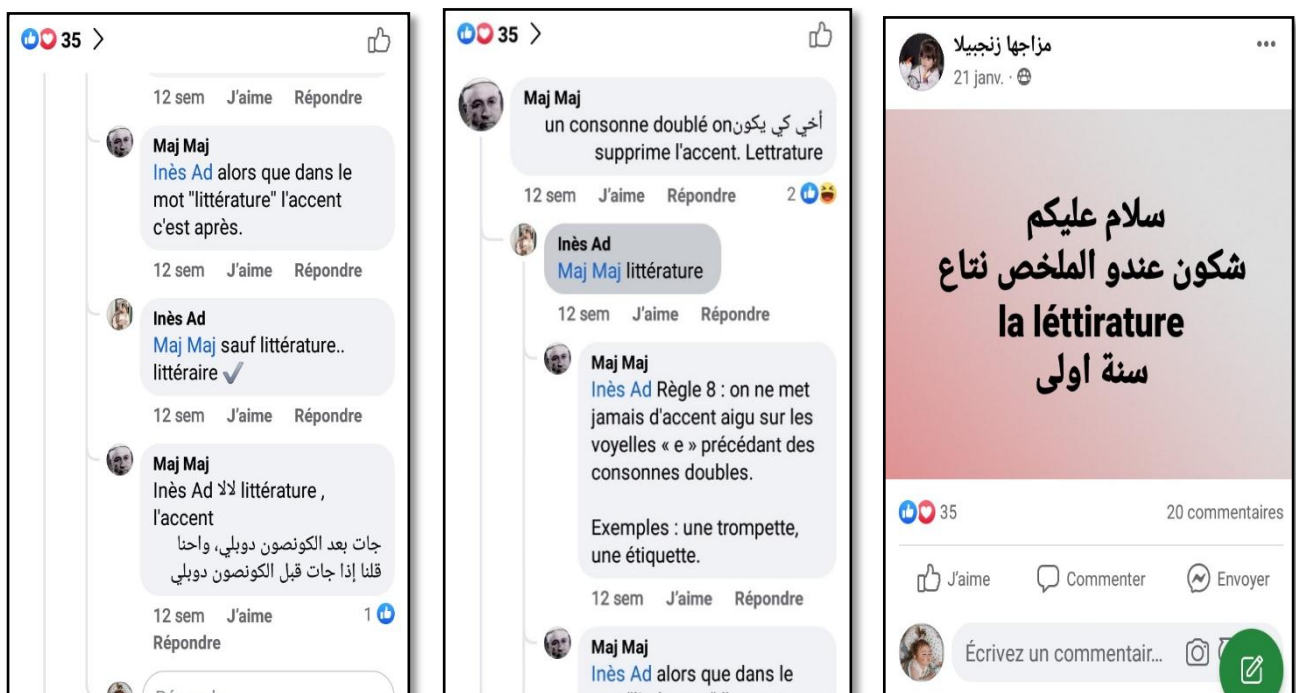 35 >
12 sem J'aime Répondre
Maj Maj
Inès Ad alors que dans le
mot "littérature" l'accent
c'est après.
12 sem J'aime Répondre
Inès Ad
Maj Maj sauf littérature..
littéraire ✔
12 sem J'aime Répondre
Maj Maj
Inès Ad لالا littérature ,
l'accent
جات بعد الكونصون دوبلي، واحنا
قلنا إذا جات قبل الكونصون دوبلي
12 sem J'aime 1
Répondre
35 >
Maj Maj
أخي كي يكون un consonne doublé on
supprime l'accent. Lettrature
12 sem J'aime Répondre 2
Inès Ad
Maj Maj littérature
12 sem J'aime Répondre
Maj Maj
Inès Ad Règle 8 : on ne met
jamais d'accent aigu sur les
voyelles « e » précédant des
consonnes doubles.
Exemples : une trompette,
une étiquette.
12 sem J'aime Répondre
Maj Maj
Inès Ad alors que dans le
مزاجها زنجبيلا
21 janv. ·
سلام عليكم
شكون عندو الملخص نتاع
la léttirature
سنة اولى
35 20 commentaires
J'aime Commenter Envoyer
Écrivez un commentair...